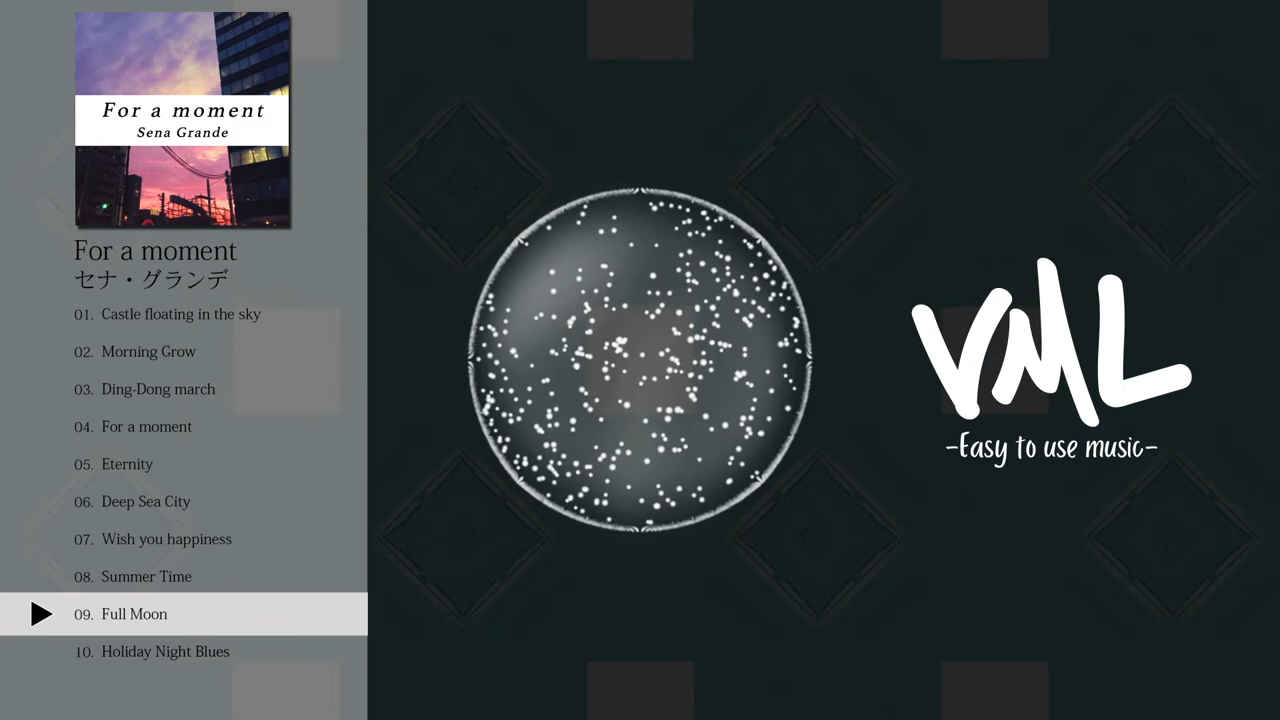 For a moment
Sena Grande
For a moment
セナ・グランデ
01. Castle floating in the sky
02. Morning Grow
03. Ding-Dong march
04. For a moment
05. Eternity
06. Deep Sea City
07. Wish you happiness
08. Summer Time
09. Full Moon
10. Holiday Night Blues
VML
-Easy to use music-